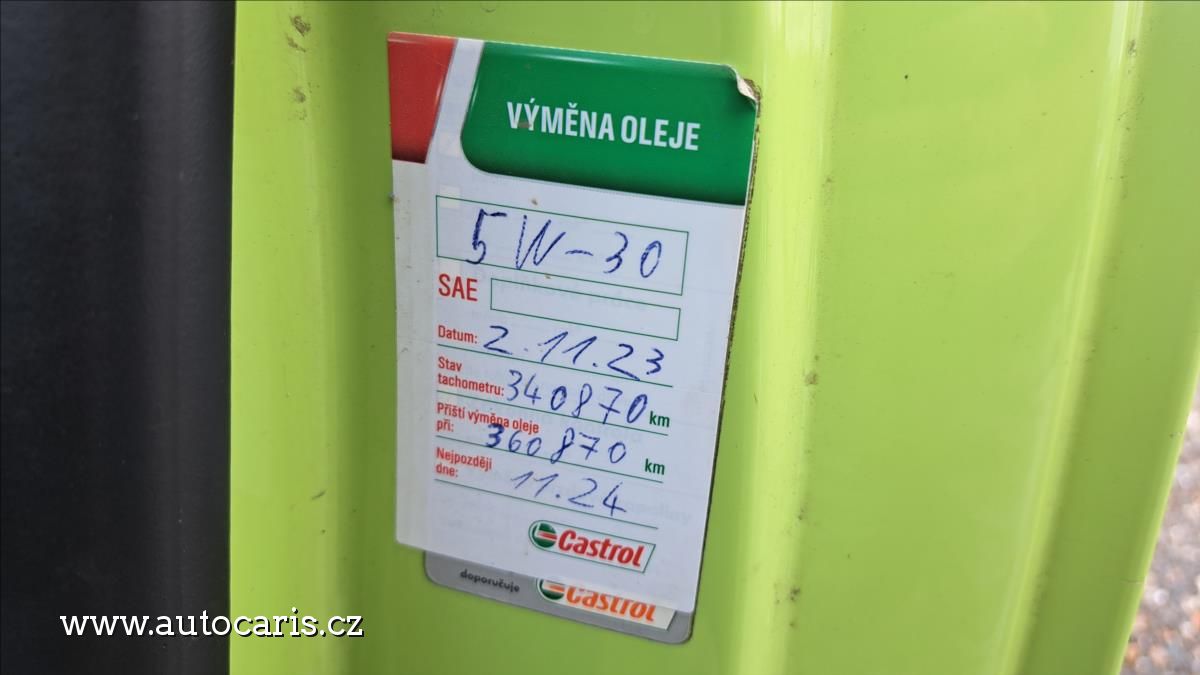 VÝMĚNA OLEJE
5W-30
SAE
Datum: 2.11.23
Stav
tachometru: 340870 km
Příští výměna oleje
při: 360870 km
Nejpozději
dne: 11.24
Castrol
doporučuje Castrol
www.autocaris.cz